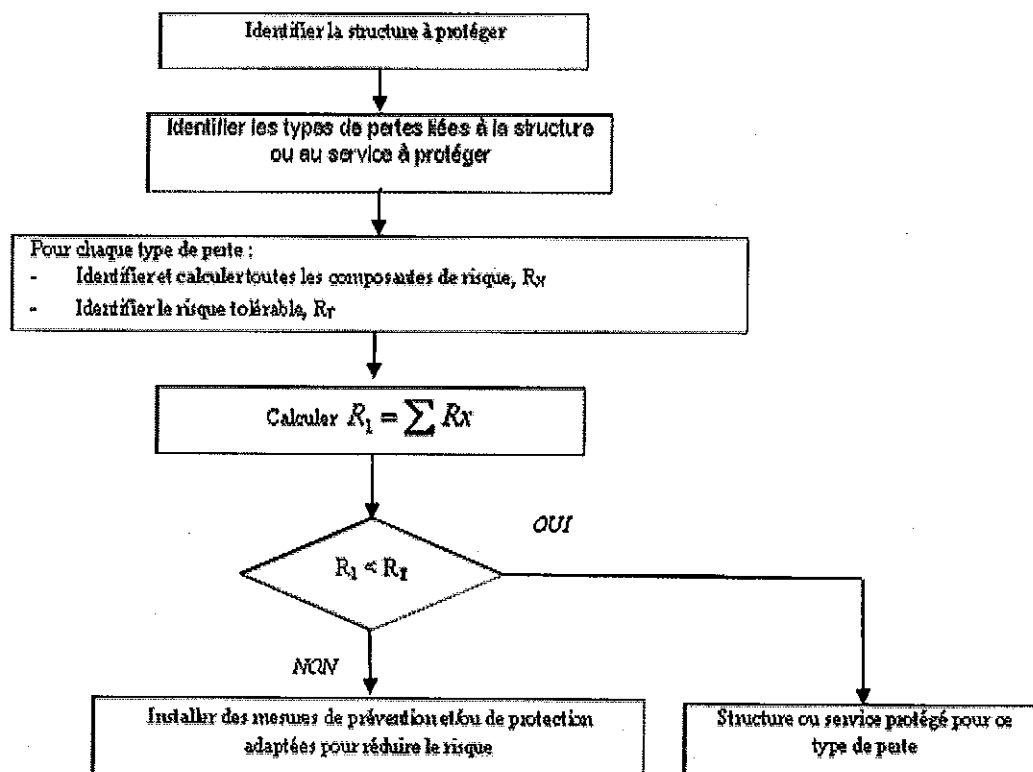 Identifier la structure à protéger
Identifier les types de pertes liées à la structure
ou au service à protéger
Pour chaque type de perte :
- Identifier et calculer toutes les composantes de risque, Rx
- Identifier le risque tolérable, RT
Calculer R₁ = ∑ Rx
OUI
R₁ < RT
NON
Installer des mesures de prévention et/ou de protection
adaptées pour réduire le risque
Structure ou service protégé pour ce
type de perte